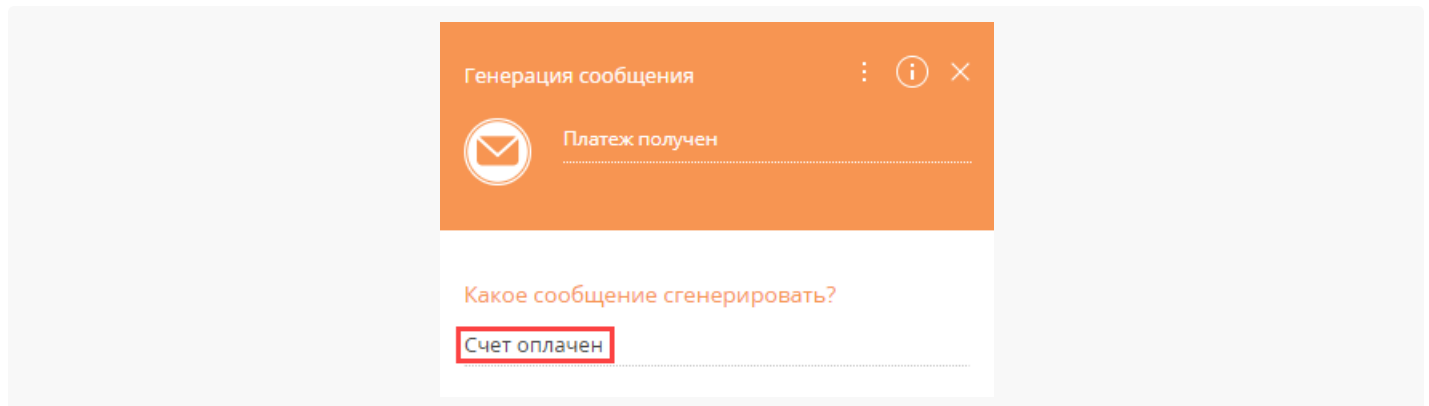 Генерация сообщения
Платеж получен
Какое сообщение сгенерировать?
Счет оплачен